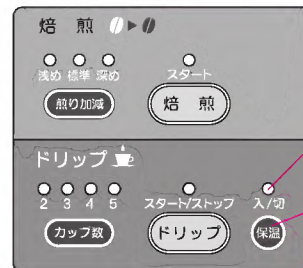 焙 煎
浅め 標準 深め
スタート
煎り加減
焙 煎
ドリップ
2 3 4 5
スタート/ストップ
入/切
カップ数
ドリップ
保温